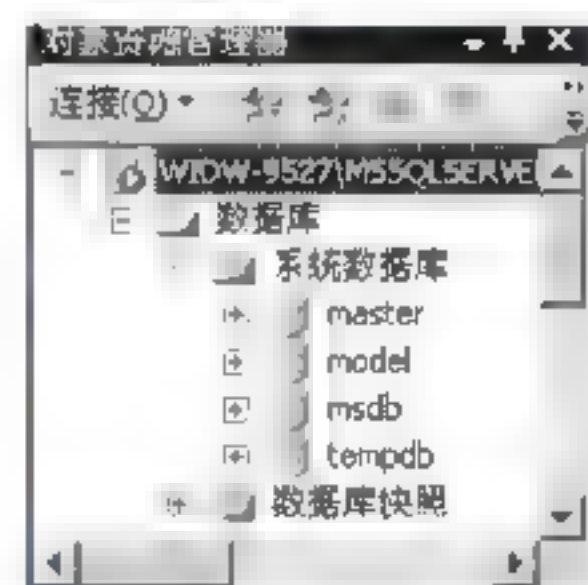 对象资源管理器
连接(O)
WIDW-9527\MSSQLSERVE
数据库
系统数据库
master
model
msdb
tempdb
数据库快照